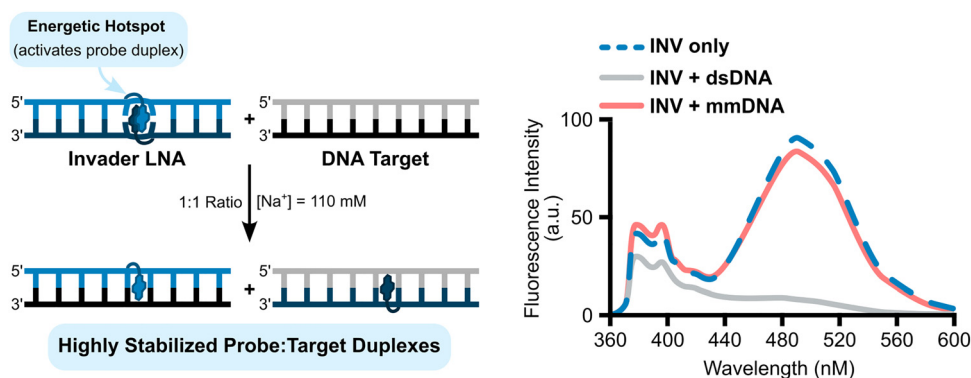 Energetic Hotspot
(activates probe duplex)
5'
3'
Invader LNA
+
5'
3'
DNA Target
1:1 Ratio
[Na⁺] = 110 mM
5'
3'
+
5'
3'
Highly Stabilized Probe:Target Duplexes
INV only
INV + dsDNA
INV + mmDNA
Fluorescence Intensity
(a.u.)
100
50
0
360 400 440 480 520 560 600
Wavelength (nM)